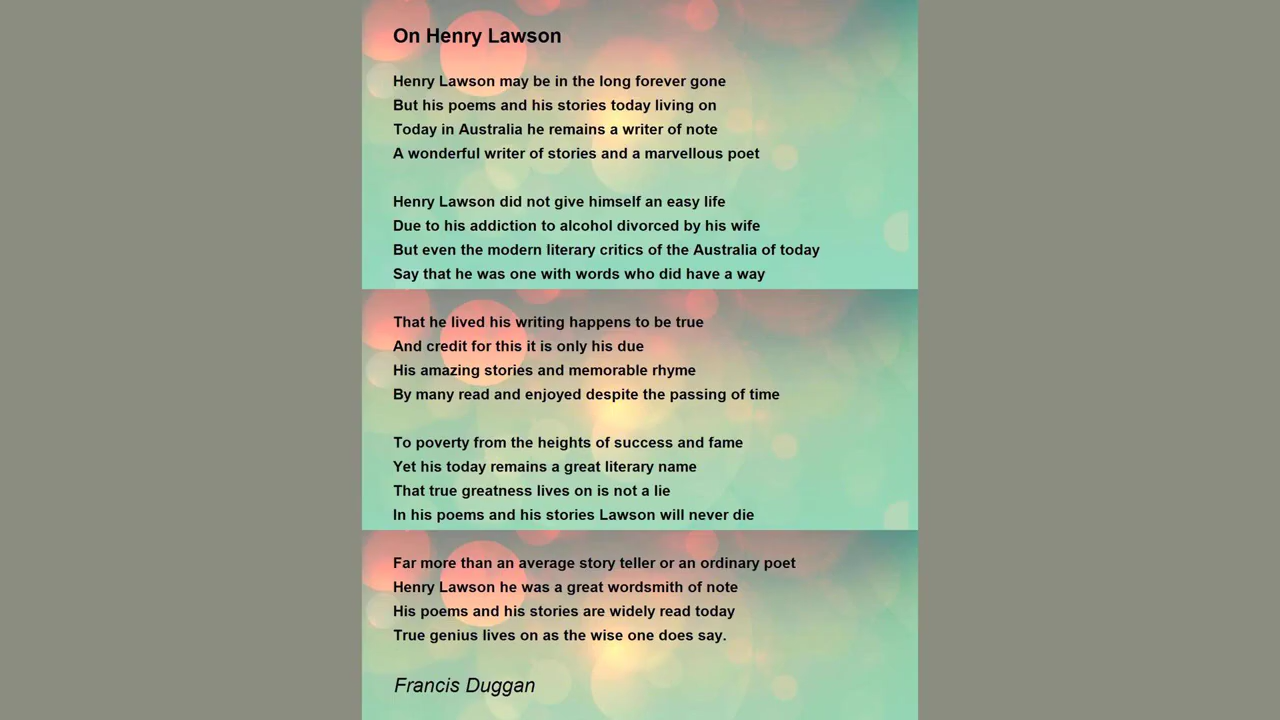 On Henry Lawson
Henry Lawson may be in the long forever gone
But his poems and his stories today living on
Today in Australia he remains a writer of note
A wonderful writer of stories and a marvellous poet
Henry Lawson did not give himself an easy life
Due to his addiction to alcohol divorced by his wife
But even the modern literary critics of the Australia of today
Say that he was one with words who did have a way
That he lived his writing happens to be true
And credit for this it is only his due
His amazing stories and memorable rhyme
By many read and enjoyed despite the passing of time
To poverty from the heights of success and fame
Yet his today remains a great literary name
That true greatness lives on is not a lie
In his poems and his stories Lawson will never die
Far more than an average story teller or an ordinary poet
Henry Lawson he was a great wordsmith of note
His poems and his stories are widely read today
True genius lives on as the wise one does say.
Francis Duggan